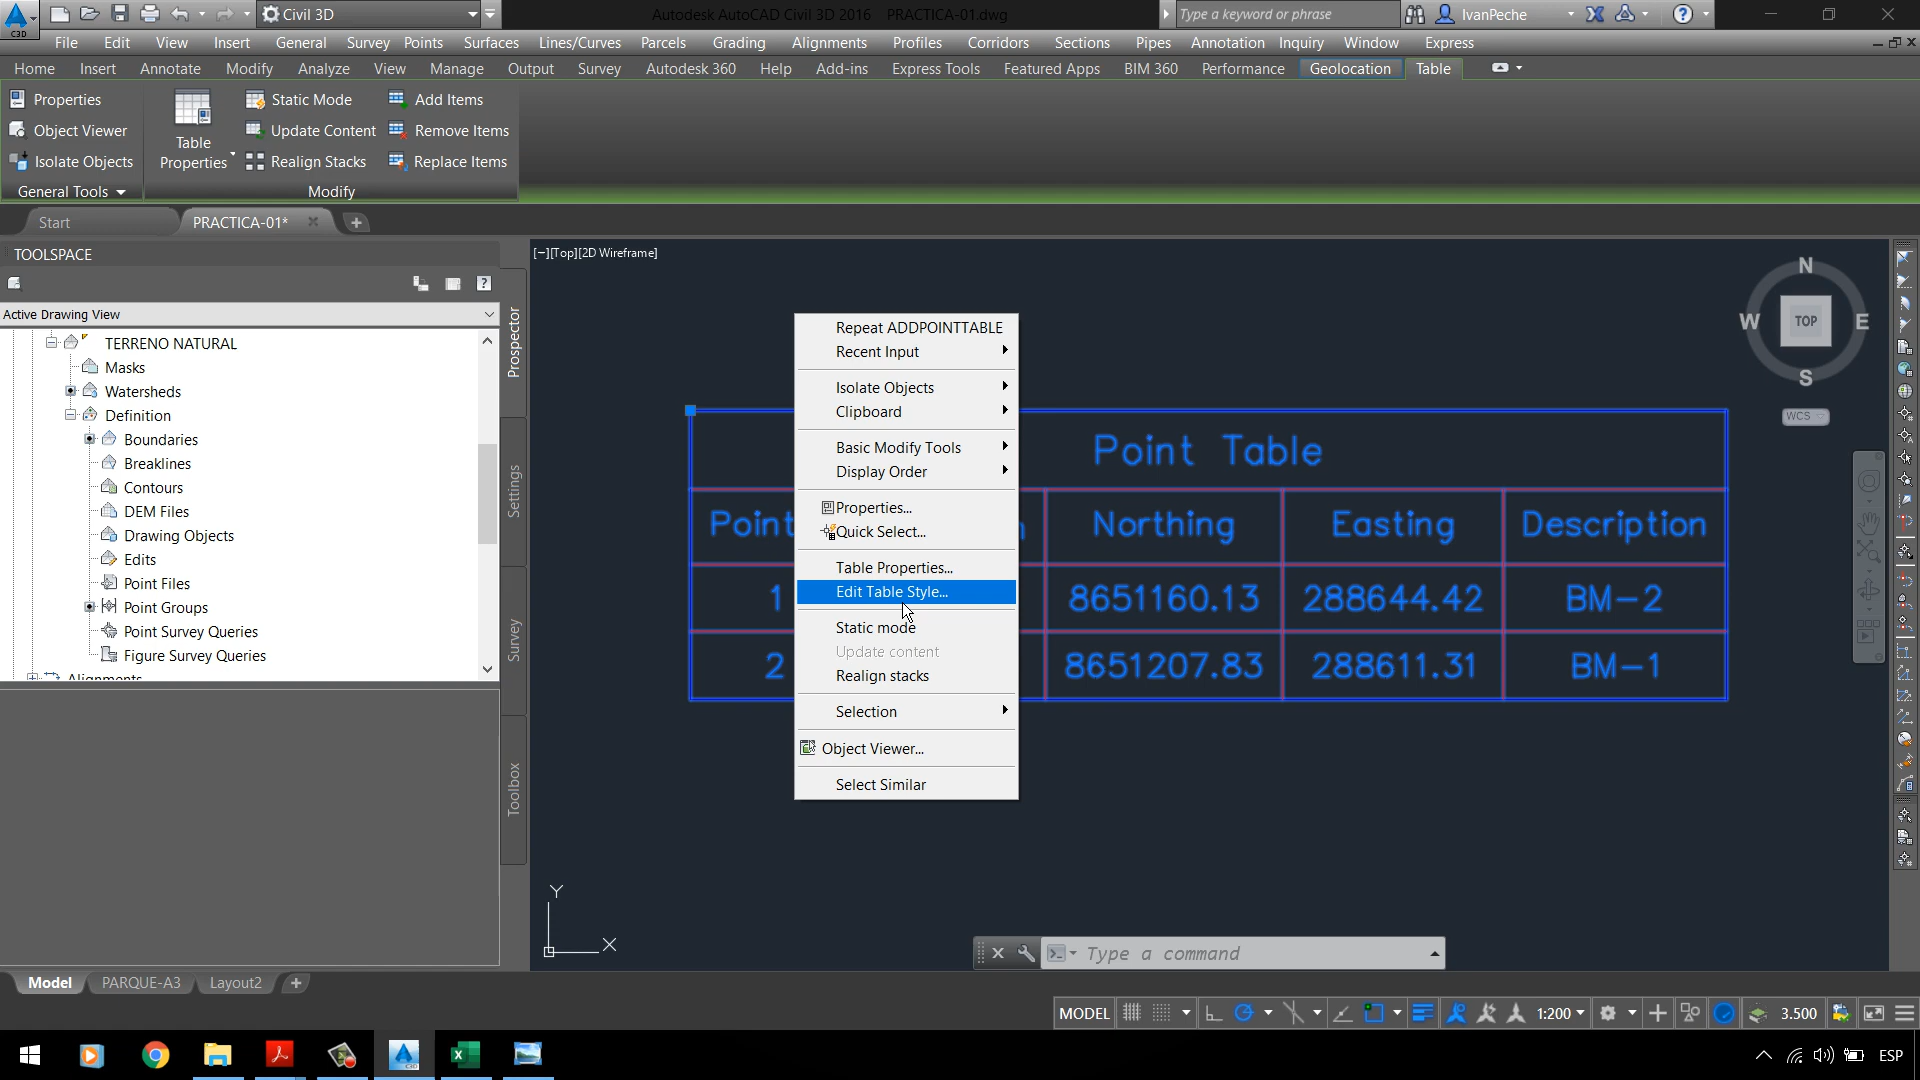 C3D
Civil 3D
Autodesk AutoCAD Civil 3D 2016 PRACTICA-01.dwg
Type a keyword or phrase
IvanPeche
File Edit View Insert General Survey Points Surfaces Lines/Curves Parcels Grading Alignments Profiles Corridors Sections Pipes Annotation Inquiry Window Express
Home Insert Annotate Modify Analyze View Manage Output Survey Autodesk 360 Help Add-ins Express Tools Featured Apps BIM 360 Performance Geolocation Table
Properties
Object Viewer
Isolate Objects
General Tools
Table
Properties
Static Mode
Update Content
Realign Stacks
Add Items
Remove Items
Replace Items
Modify
Start
PRACTICA-01*
TOOLSPACE
Active Drawing View
TERRENO NATURAL
Masks
Watersheds
Definition
Boundaries
Breaklines
Contours
DEM Files
Drawing Objects
Edits
Point Files
Point Groups
Point Survey Queries
Figure Survey Queries
Alignments
Prospector
Settings
Survey
Toolbox
[−][Top][2D Wireframe]
Repeat ADDPOINTTABLE
Recent Input
Isolate Objects
Clipboard
Basic Modify Tools
Display Order
Properties...
Quick Select...
Table Properties...
Edit Table Style...
Static mode
Update content
Realign stacks
Selection
Object Viewer...
Select Similar
Point Table
Point Northing Easting Description
1 8651160.13 288644.42 BM-2
2 8651207.83 288611.31 BM-1
N
W TOP E
S
WCS
Y
X
Type a command
Model PARQUE-A3 Layout2
MODEL 1:200 3.500
ESP